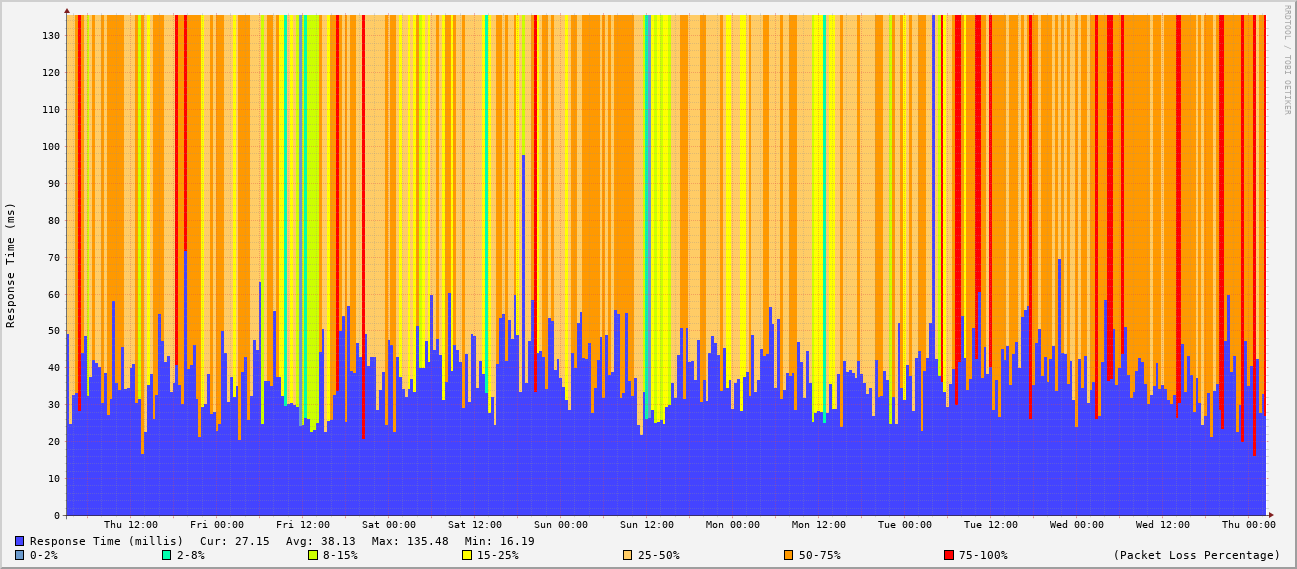 RRDTOOL / TOBI OETIKER
Response Time (ms)
130
120
110
100
90
80
70
60
50
40
30
20
10
0
Thu 12:00 Fri 00:00 Fri 12:00 Sat 00:00 Sat 12:00 Sun 00:00 Sun 12:00 Mon 00:00 Mon 12:00 Tue 00:00 Tue 12:00 Wed 00:00 Wed 12:00 Thu 00:00
Response Time (millis) Cur: 27.15 Avg: 38.13 Max: 135.48 Min: 16.19
0-2% 2-8% 8-15% 15-25% 25-50% 50-75% 75-100% (Packet Loss Percentage)